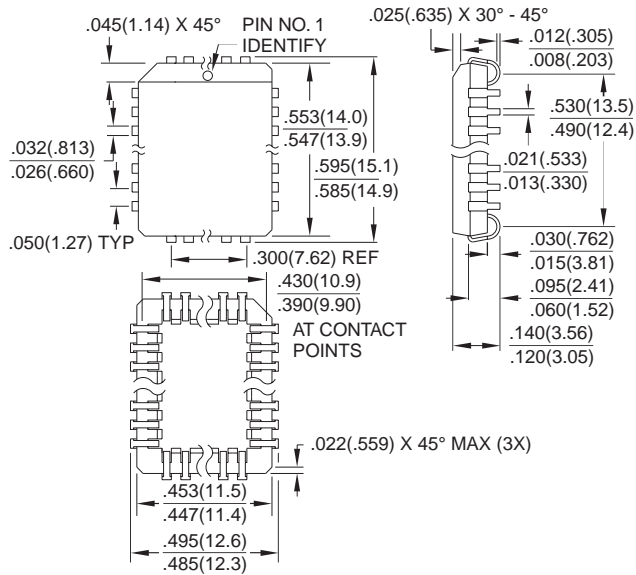 .045(1.14) X 45°
PIN NO. 1
IDENTIFY
.025(.635) X 30° - 45°
.012(.305)
.008(.203)
.553(14.0)
.547(13.9)
.530(13.5)
.490(12.4)
.032(.813)
.026(.660)
.595(15.1)
.585(14.9)
.021(.533)
.013(.330)
.050(1.27) TYP
.300(7.62) REF
.030(.762)
.015(3.81)
.430(10.9)
.390(9.90)
AT CONTACT
POINTS
.095(2.41)
.060(1.52)
.140(3.56)
.120(3.05)
.022(.559) X 45° MAX (3X)
.453(11.5)
.447(11.4)
.495(12.6)
.485(12.3)